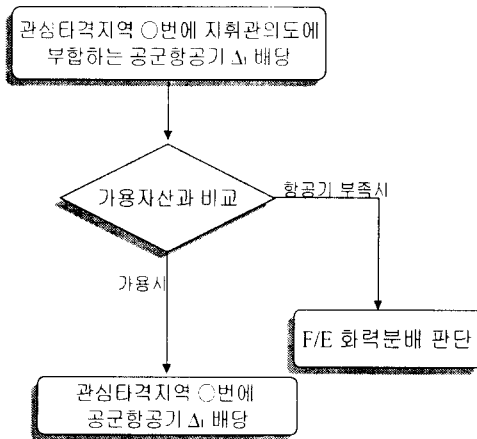 관심타격지역 ○번에 지휘관의도에
부합하는 공군항공기 Δᵢ 배당
가용자산과 비교
항공기 부족시
가용시
F/E 화력분배 판단
관심타격지역 ○번에
공군항공기 Δᵢ 배당